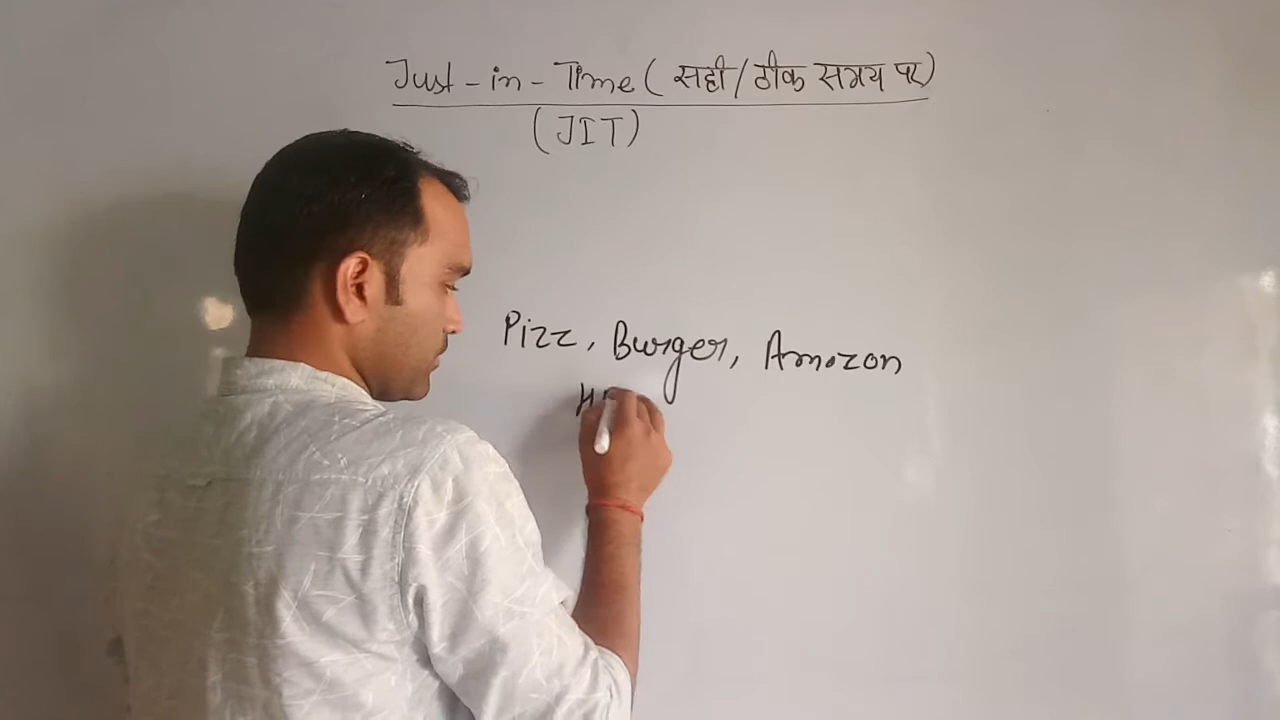 Just-in-Time (सही/ठीक समय पर)
(JIT)
Pizz, Burger, Amozon